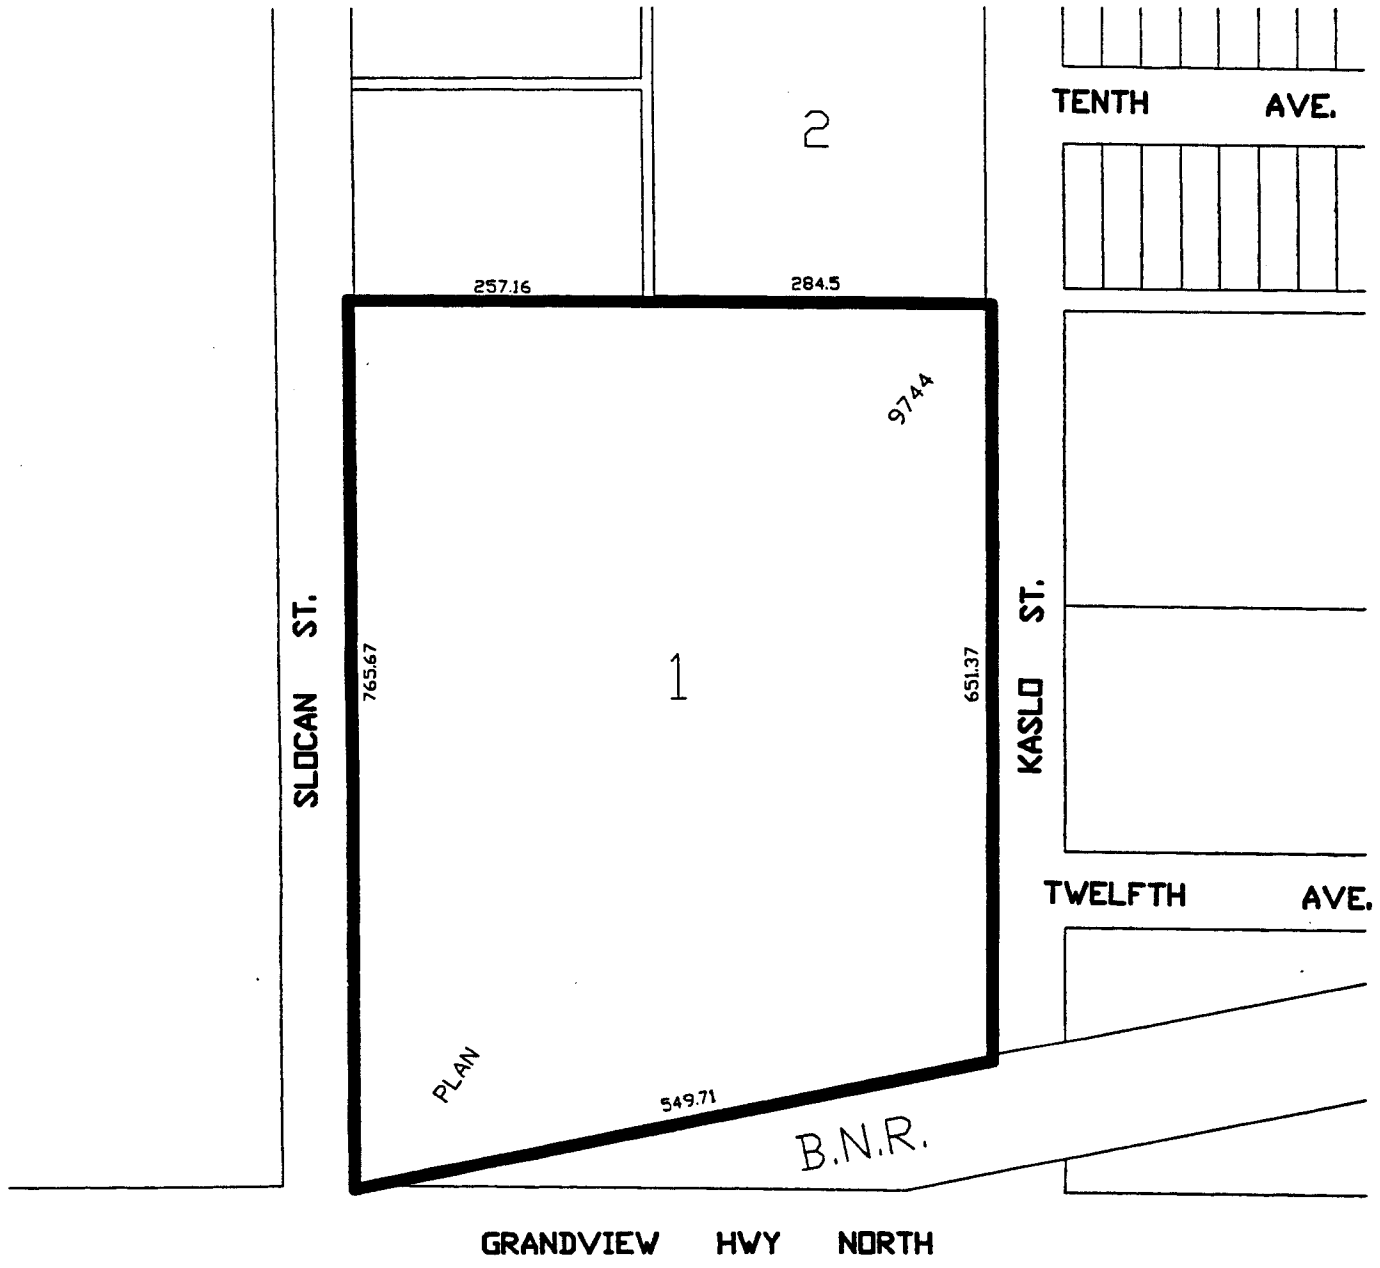 TENTH AVE.
2
257.16
284.5
9744
SLOCAN ST.
765.67
1
651.37
KASLO ST.
TWELFTH AVE.
PLAN
549.71
B.N.R.
GRANDVIEW HWY NORTH